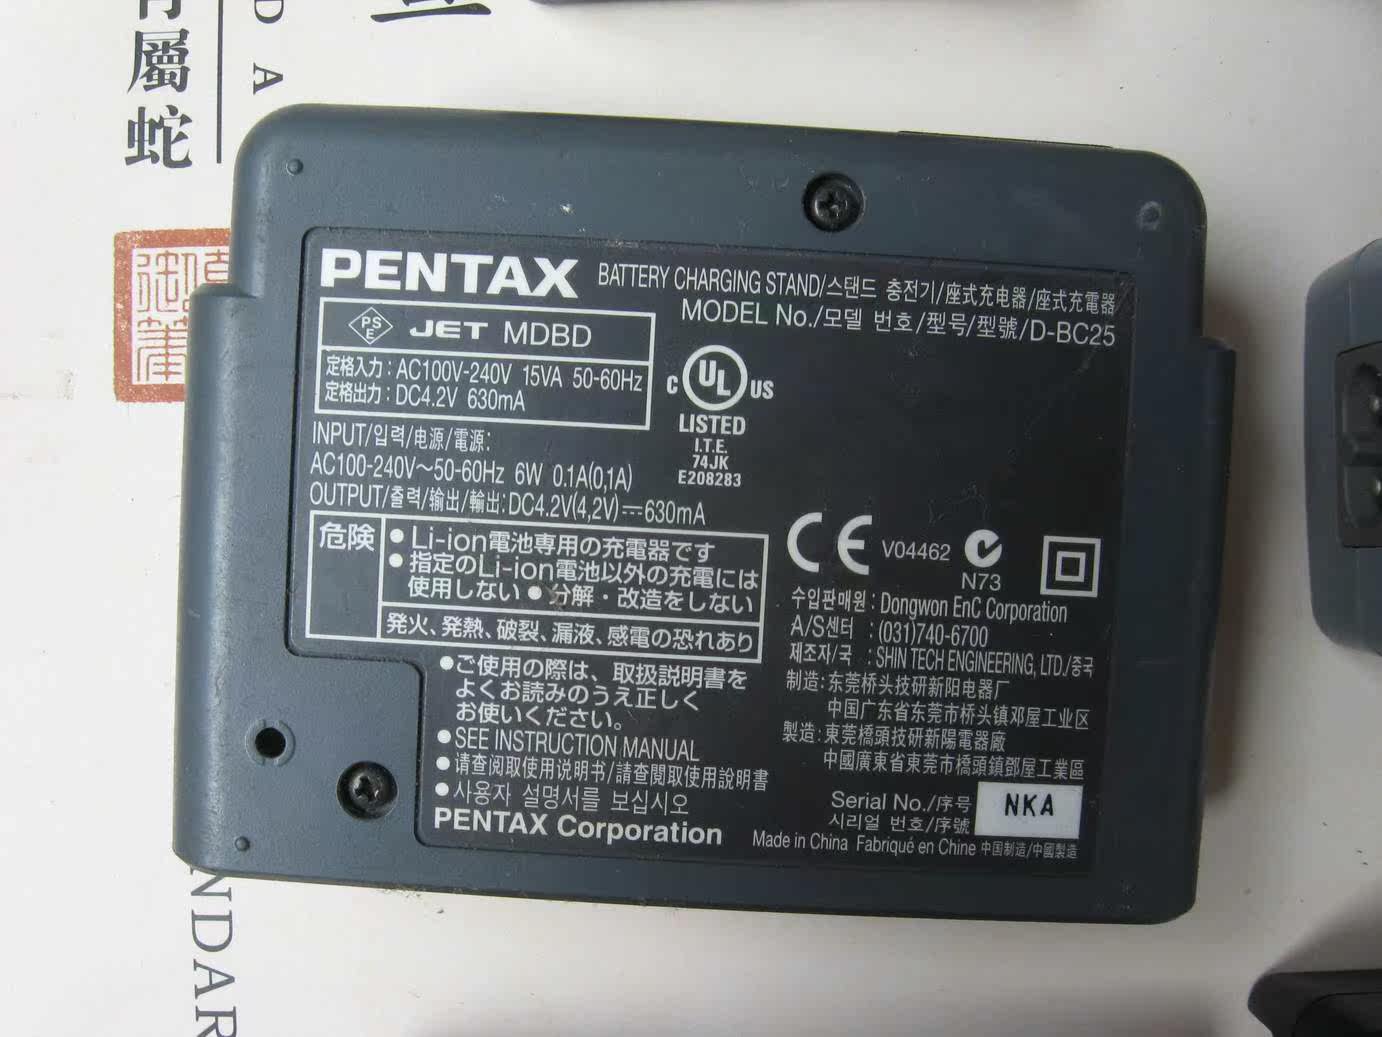 屬蛇
D A
PENTAX BATTERY CHARGING STAND/스탠드 충전기/座式充电器/座式充電器
MODEL No./모델 번호/型号/型號/D-BC25
PSE JET MDBD
定格入力：AC100V-240V 15VA 50-60Hz
定格出力：DC4.2V 630mA
C UL US
LISTED
I.T.E.
74JK
E208283
INPUT/입력/电源/電源:
AC100-240V～50-60Hz 6W 0.1A(0,1A)
OUTPUT/출력/输出/輸出:DC4.2V(4,2V)⎓630mA
危険
●Li-ion電池専用の充電器です
●指定のLi-ion電池以外の充電には
使用しない ●分解・改造をしない
発火、発熱、破裂、漏液、感電の恐れあり
●ご使用の際は、取扱説明書を
よくお読みのうえ正しく
お使いください。
●SEE INSTRUCTION MANUAL
●请查阅取使用说明书/請查閱取使用說明書
●사용자 설명서를 보십시오
PENTAX Corporation
CE V04462
N73
수입판매원：Dongwon EnC Corporation
A/S센터 ：(031)740-6700
제조자/국 ：SHIN TECH ENGINEERING, LTD./중국
制造：东莞桥头技研新阳电器厂
中国广东省东莞市桥头镇邓屋工业区
製造：東莞橋頭技研新陽電器廠
中國廣東省東莞市橋頭鎮鄧屋工業區
Serial No./序号
시리얼 번호/序號
NKA
Made in China Fabriqué en Chine 中国制造/中國製造
NDAR